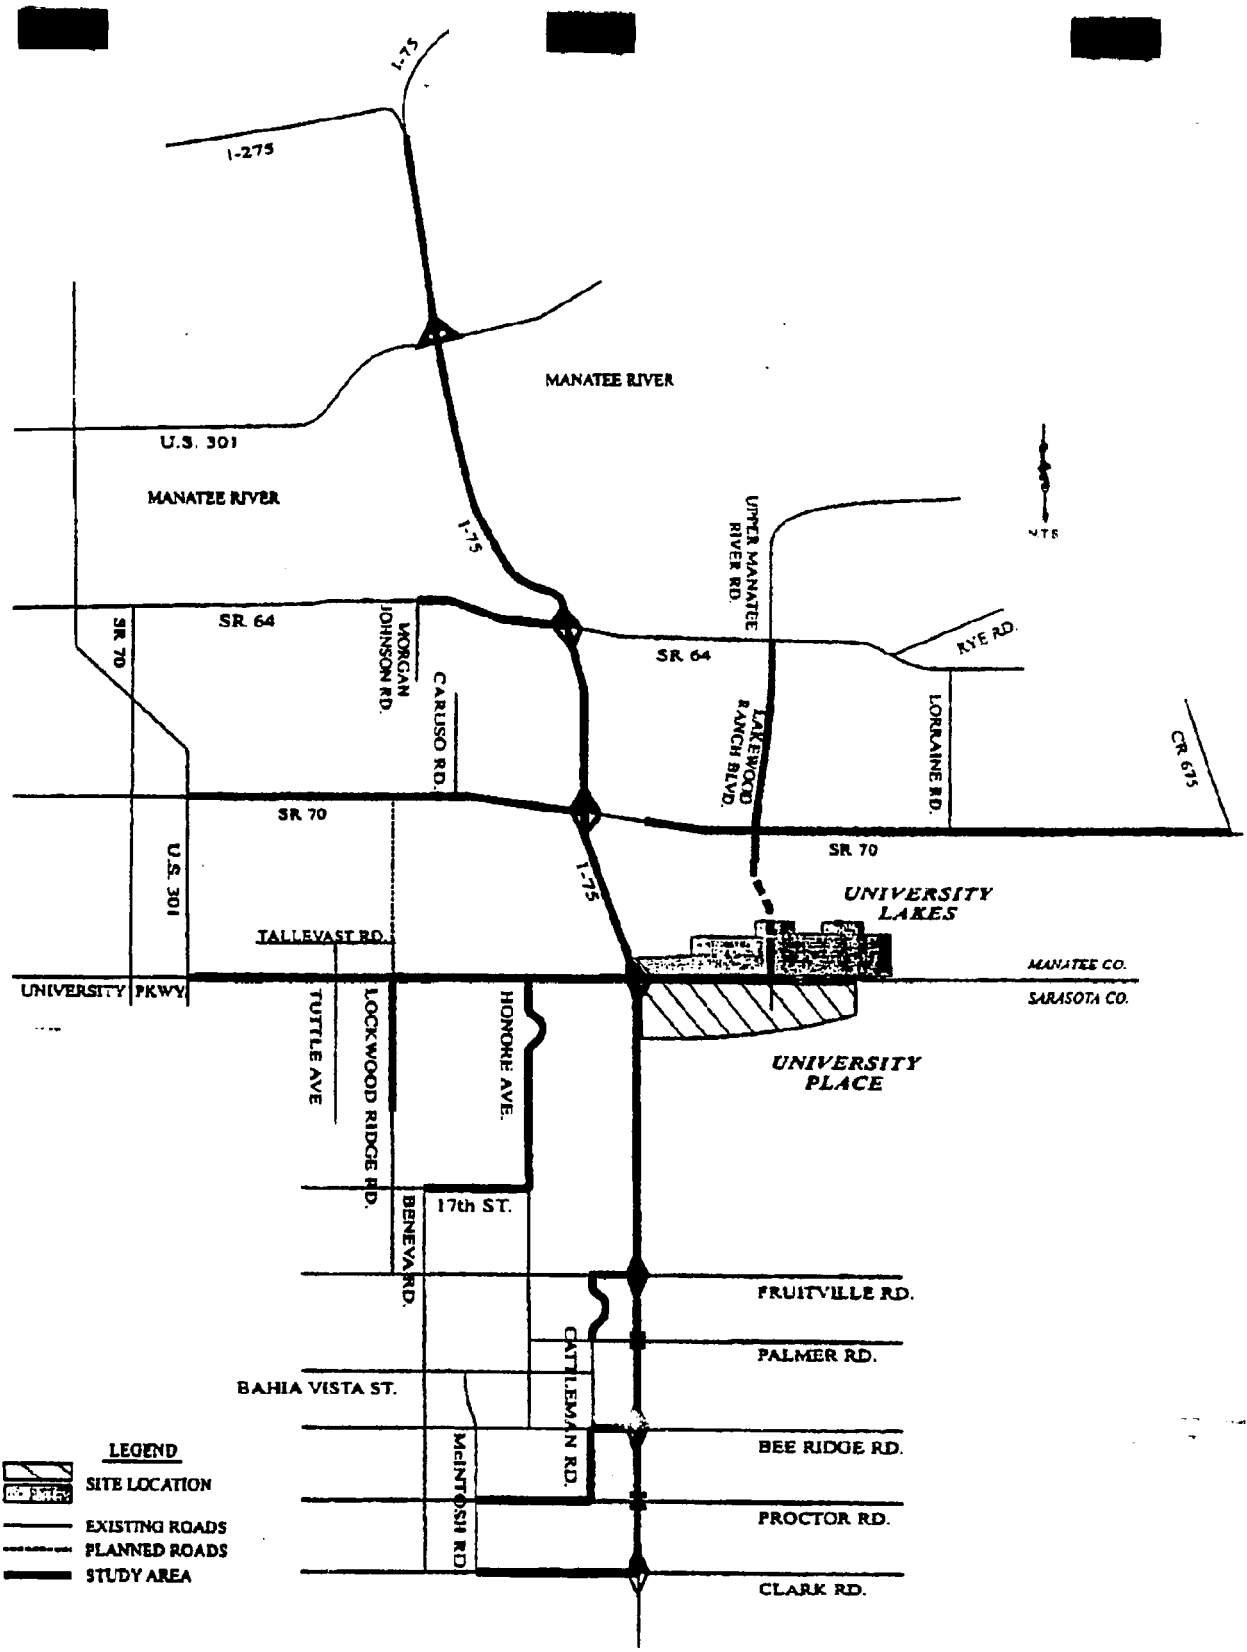 I-75
I-275
MANATEE RIVER
U.S. 301
MANATEE RIVER
I-75
UPPER MANATEE
RIVER RD.
N.T.S
SR 64
SR 70
MORGAN
JOHNSON RD.
SR 64
RYE RD.
CARUSO RD.
LAKEWOOD
RANCH BLVD.
LORRAINE RD.
CR 675
SR 70
SR 70
U.S. 301
I-75
UNIVERSITY
LAKES
TALLEVAST RD.
MANATEE CO.
UNIVERSITY PKWY
SARASOTA CO.
TUTTLE AVE
LOCKWOOD RIDGE RD.
HONORE AVE.
UNIVERSITY
PLACE
17th ST.
BENEVA RD.
FRUITVILLE RD.
CATTLEMAN RD.
PALMER RD.
BAHIA VISTA ST.
McINTOSH RD.
BEE RIDGE RD.
PROCTOR RD.
CLARK RD.
LEGEND
SITE LOCATION
EXISTING ROADS
PLANNED ROADS
STUDY AREA